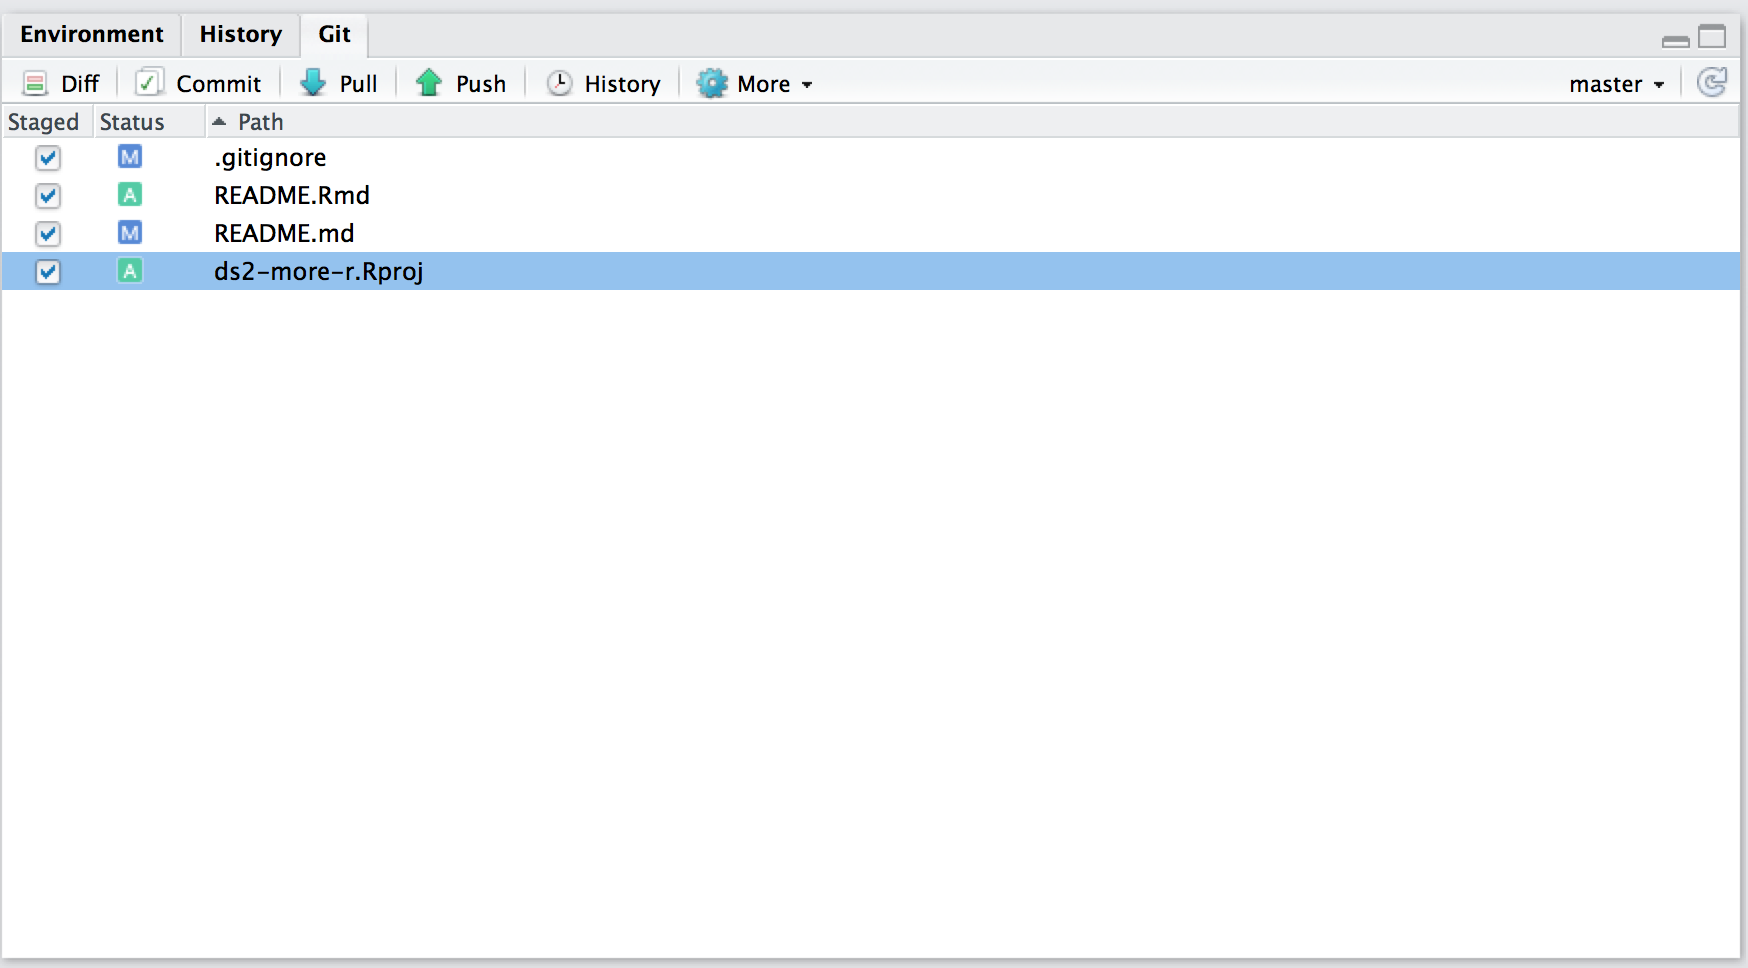 Environment History Git
Diff Commit Pull Push History More master
Staged Status Path
M .gitignore
A README.Rmd
M README.md
A ds2-more-r.Rproj